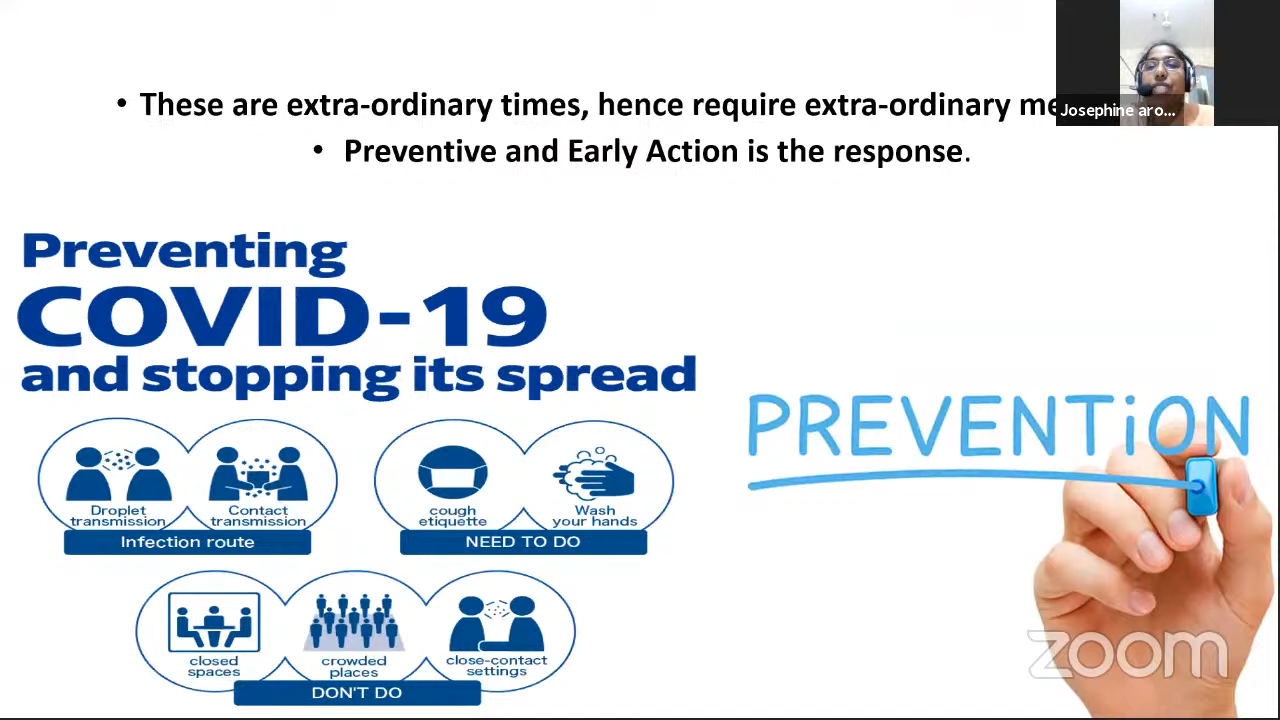 • These are extra-ordinary times, hence require extra-ordinary
Josephine aro...
• Preventive and Early Action is the response.
Preventing
COVID-19
and stopping its spread
PREVENTiON
Droplet
transmission
Contact
transmission
Infection route
cough
etiquette
Wash
your hands
NEED TO DO
closed
spaces
crowded
places
close-contact
settings
DON'T DO
zoom